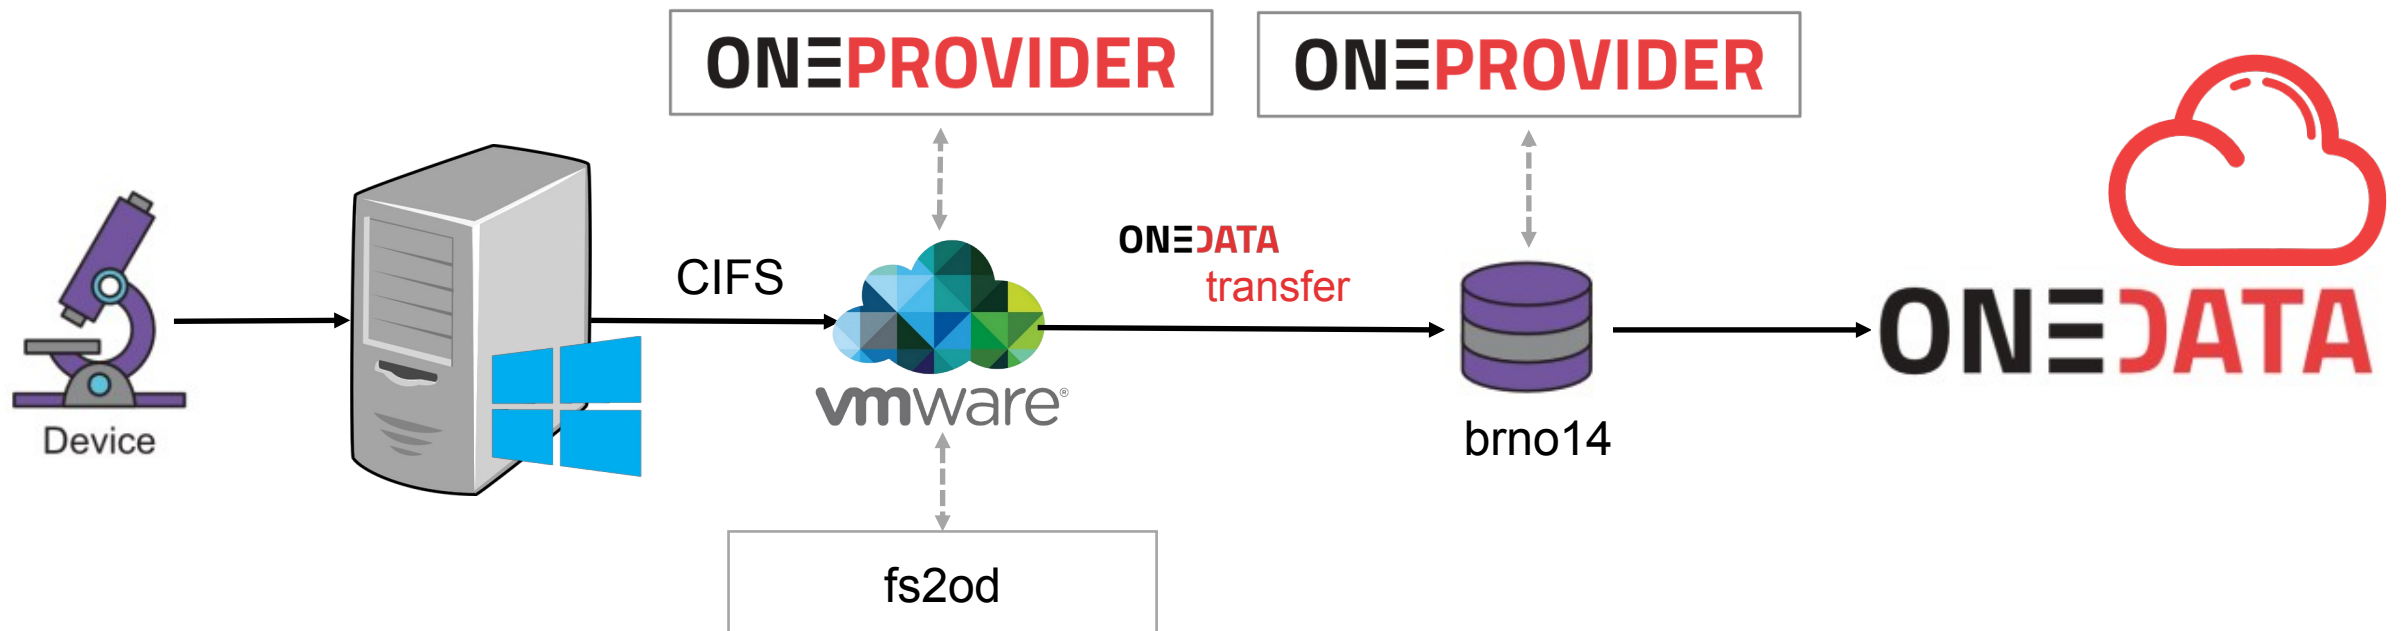 ONEPROVIDER
ONEPROVIDER
CIFS
ONEDATA
transfer
Device
vmware®
brno14
ONEDATA
fs2od